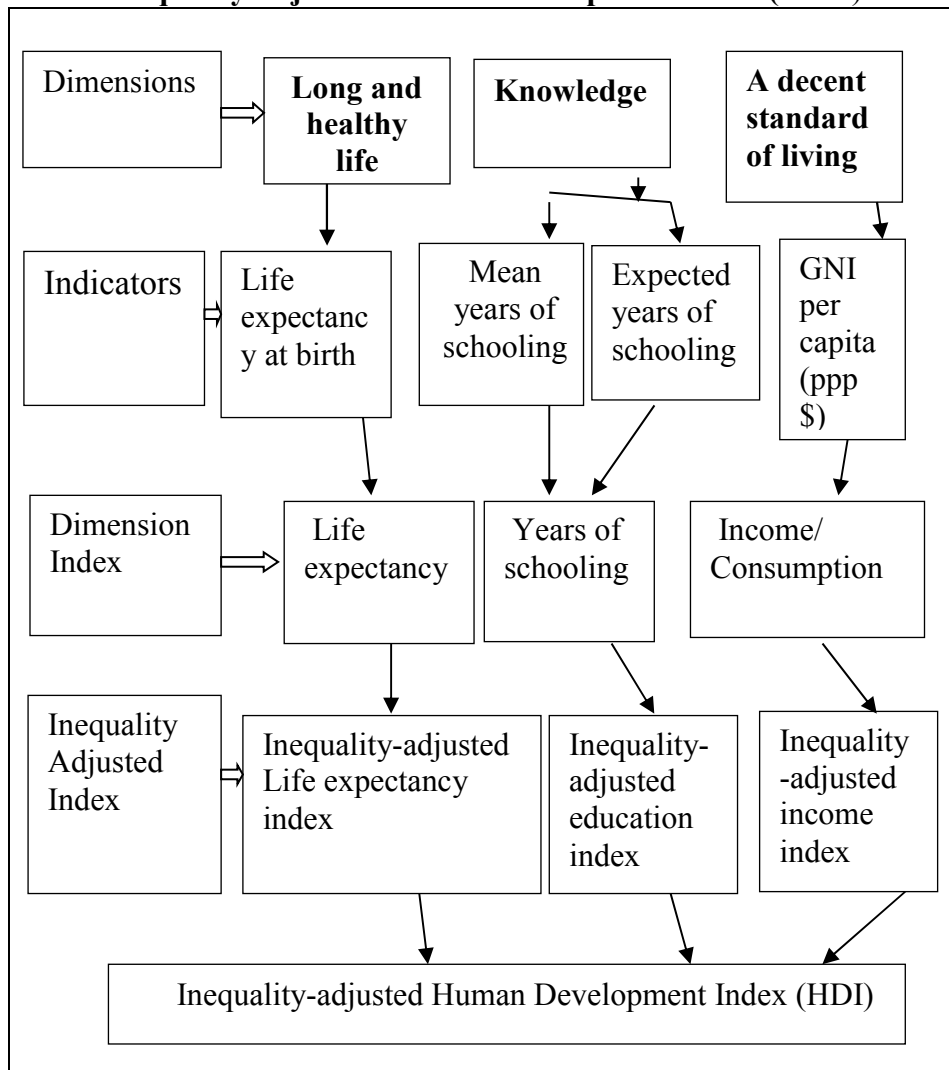 Dimensions
Long and
healthy
life
Knowledge
A decent
standard
of living
Indicators
Life
expectanc
y at birth
Mean
years of
schooling
Expected
years of
schooling
GNI
per
capita
(ppp
$)
Dimension
Index
Life
expectancy
Years of
schooling
Income/
Consumption
Inequality
Adjusted
Index
Inequality-adjusted
Life expectancy
index
Inequality-
adjusted
education
index
Inequality
-adjusted
income
index
Inequality-adjusted Human Development Index (HDI)